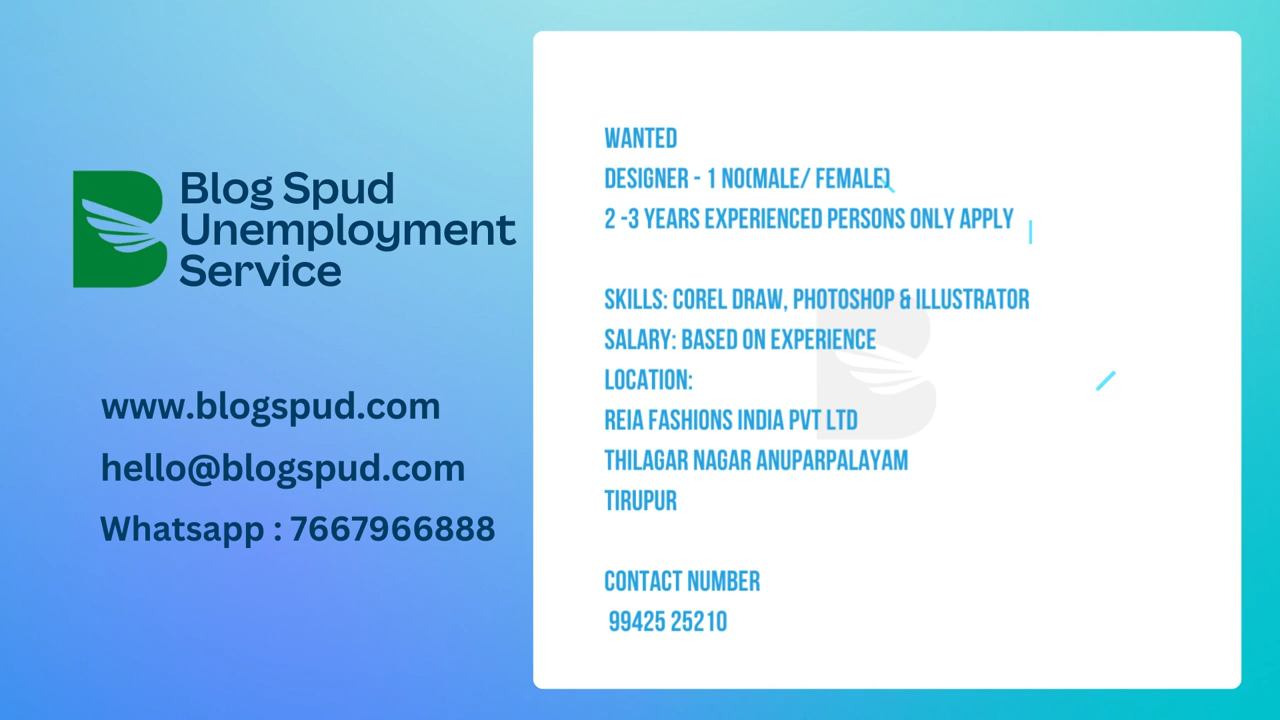 Blog Spud
Unemployment
Service
www.blogspud.com
hello@blogspud.com
Whatsapp : 7667966888
WANTED
DESIGNER - 1 NO(MALE/ FEMALE)
2 -3 YEARS EXPERIENCED PERSONS ONLY APPLY
SKILLS: COREL DRAW, PHOTOSHOP & ILLUSTRATOR
SALARY: BASED ON EXPERIENCE
LOCATION:
REIA FASHIONS INDIA PVT LTD
THILAGAR NAGAR ANUPARPALAYAM
TIRUPUR
CONTACT NUMBER
99425 25210